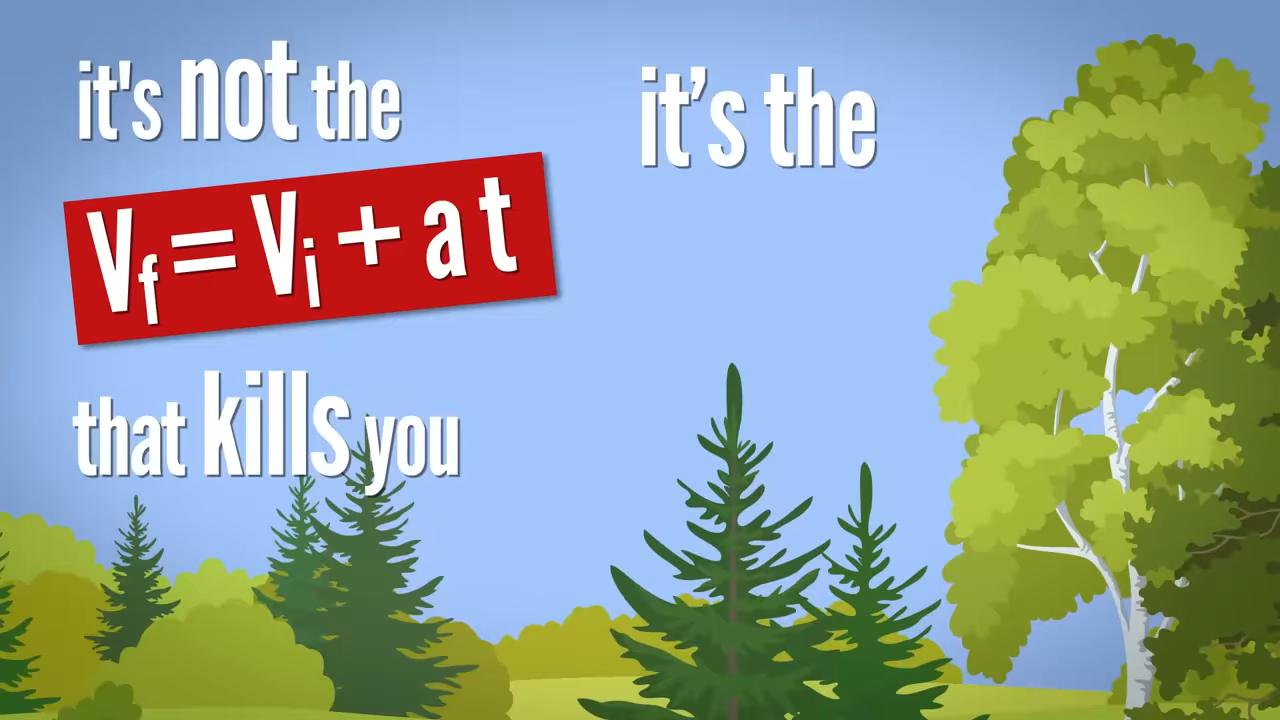 it's not the
Vf = Vi + a t
that kills you
it’s the